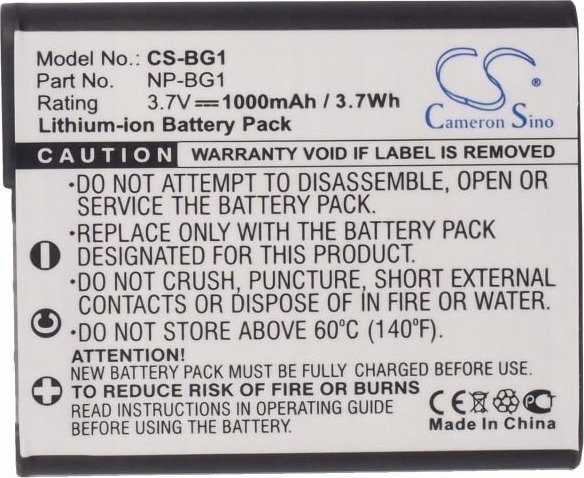 Model No.: CS-BG1
Part No.: NP-BG1
Rating: 3.7V 1000mAh / 3.7Wh
Lithium-ion Battery Pack
CS
Cameron Sino
CAUTION WARRANTY VOID IF LABEL IS REMOVED
•DO NOT ATTEMPT TO DISASSEMBLE, OPEN OR
SERVICE THE BATTERY PACK.
•REPLACE ONLY WITH THE BATTERY PACK
DESIGNATED FOR THIS PRODUCT.
•DO NOT CRUSH, PUNCTURE, SHORT EXTERNAL
CONTACTS OR DISPOSE OF IN FIRE OR WATER.
•DO NOT STORE ABOVE 60°C (140°F).
ATTENTION!
NEW BATTERY PACK MUST BE FULLY CHARGED BEFORE USE.
TO REDUCE RISK OF FIRE OR BURNS
READ INSTRUCTIONS IN OPERATING GUIDE
BEFORE USING BATTERY PACK.
CE
Made In China